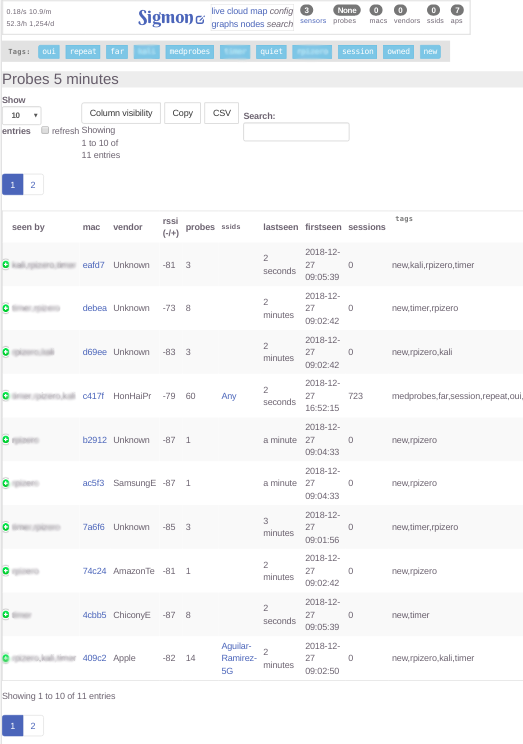 0.18/s 10.9/m
52.3/h 1,254/d
Sigmon
live cloud map config
graphs nodes search
3 None 0 0 0 7
sensors probes macs vendors ssids aps
Tags: oui repeat far medprobes quiet session owned new
Probes 5 minutes
Show
10
entries refresh
Column visibility Copy CSV
Showing
1 to 10 of
11 entries
Search:
1 2
seen by mac vendor rssi (-/+) probes ssids lastseen firstseen sessions tags
kali,rpizero,timer eafd7 Unknown -81 3 2 seconds 2018-12-27 09:05:39 0 new,kali,rpizero,timer
timer,rpizero debea Unknown -73 8 2 minutes 2018-12-27 09:02:42 0 new,timer,rpizero
rpizero,kali d69ee Unknown -83 3 2 minutes 2018-12-27 09:02:42 0 new,rpizero,kali
timer,rpizero,kali c417f HonHaiPr -79 60 Any 2 seconds 2018-12-27 16:52:15 723 medprobes,far,session,repeat,oui,
rpizero b2912 Unknown -87 1 a minute 2018-12-27 09:04:33 0 new,rpizero
rpizero ac5f3 SamsungE -87 1 a minute 2018-12-27 09:04:33 0 new,rpizero
timer,rpizero 7a6f6 Unknown -85 3 3 minutes 2018-12-27 09:01:56 0 new,timer,rpizero
rpizero 74c24 AmazonTe -81 1 2 minutes 2018-12-27 09:02:42 0 new,rpizero
timer 4cbb5 ChiconyE -87 8 2 seconds 2018-12-27 09:05:39 0 new,timer
rpizero,kali,timer 409c2 Apple -82 14 Aguilar-Ramirez-5G 2 minutes 2018-12-27 09:02:50 0 new,rpizero,kali,timer
Showing 1 to 10 of 11 entries
1 2